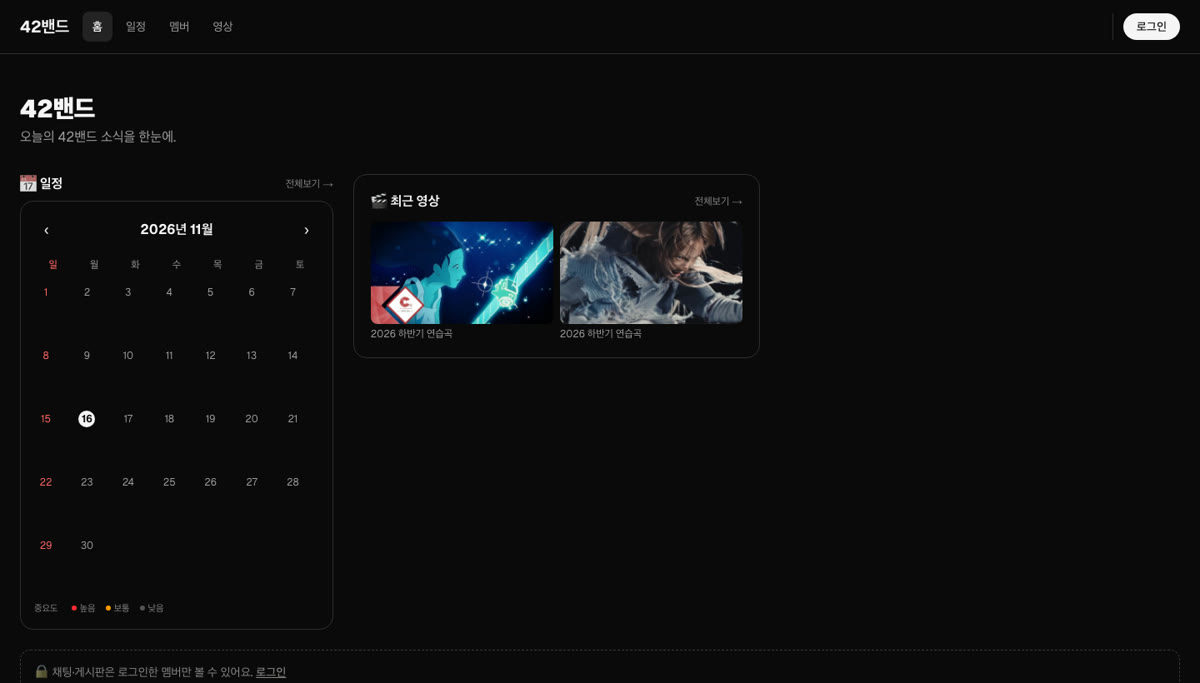 42밴드 홈 일정 멤버 영상 로그인
42밴드
오늘의 42밴드 소식을 한눈에.
📅 일정 전체보기 →
‹ 2026년 11월 ›
일 월 화 수 목 금 토
1 2 3 4 5 6 7
8 9 10 11 12 13 14
15 16 17 18 19 20 21
22 23 24 25 26 27 28
29 30
중요도 높음 보통 낮음
🎬 최근 영상 전체보기 →
2026 하반기 연습곡 2026 하반기 연습곡
🔒 채팅·게시판은 로그인한 멤버만 볼 수 있어요. 로그인